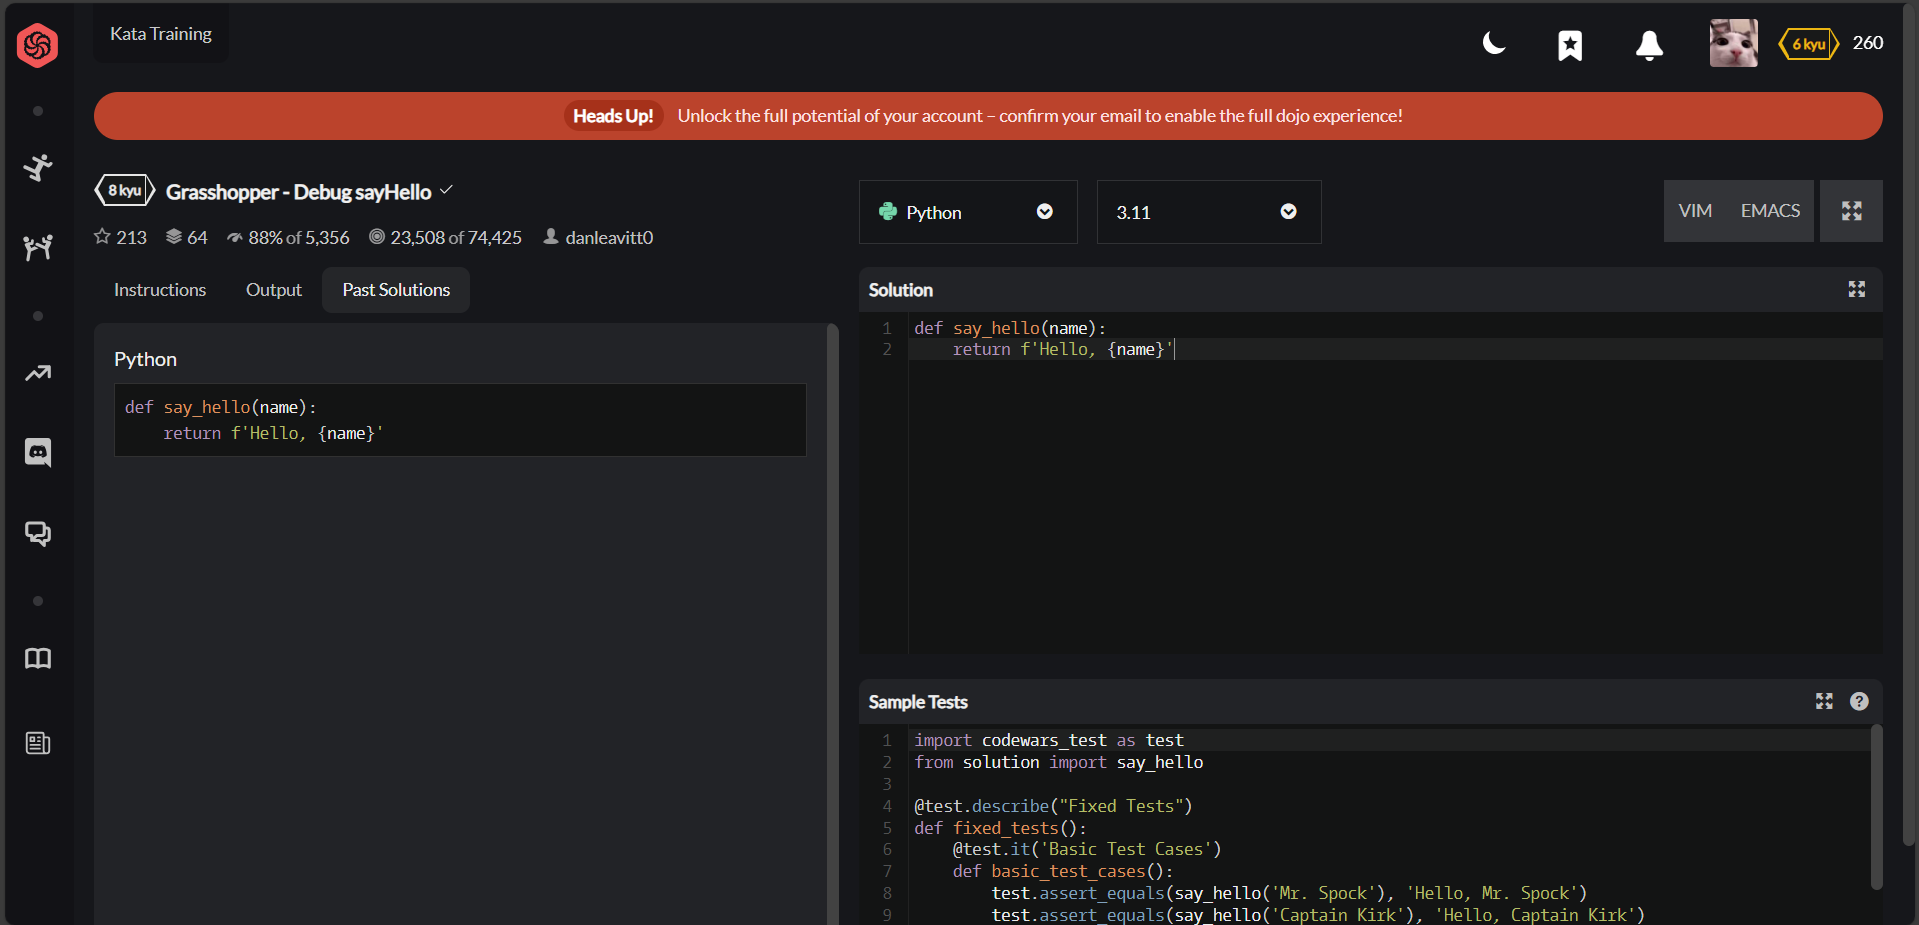 Kata Training
6 kyu 260
Heads Up! Unlock the full potential of your account – confirm your email to enable the full dojo experience!
8 kyu Grasshopper - Debug sayHello
213 64 88% of 5,356 23,508 of 74,425 danleavitt0
Instructions Output Past Solutions
Python
def say_hello(name):
    return f'Hello, {name}'
Python 3.11 VIM EMACS
Solution
1 def say_hello(name):
2     return f'Hello, {name}'
Sample Tests
1 import codewars_test as test
2 from solution import say_hello
3
4 @test.describe("Fixed Tests")
5 def fixed_tests():
6     @test.it('Basic Test Cases')
7     def basic_test_cases():
8         test.assert_equals(say_hello('Mr. Spock'), 'Hello, Mr. Spock')
9         test.assert_equals(say_hello('Captain Kirk'), 'Hello, Captain Kirk')